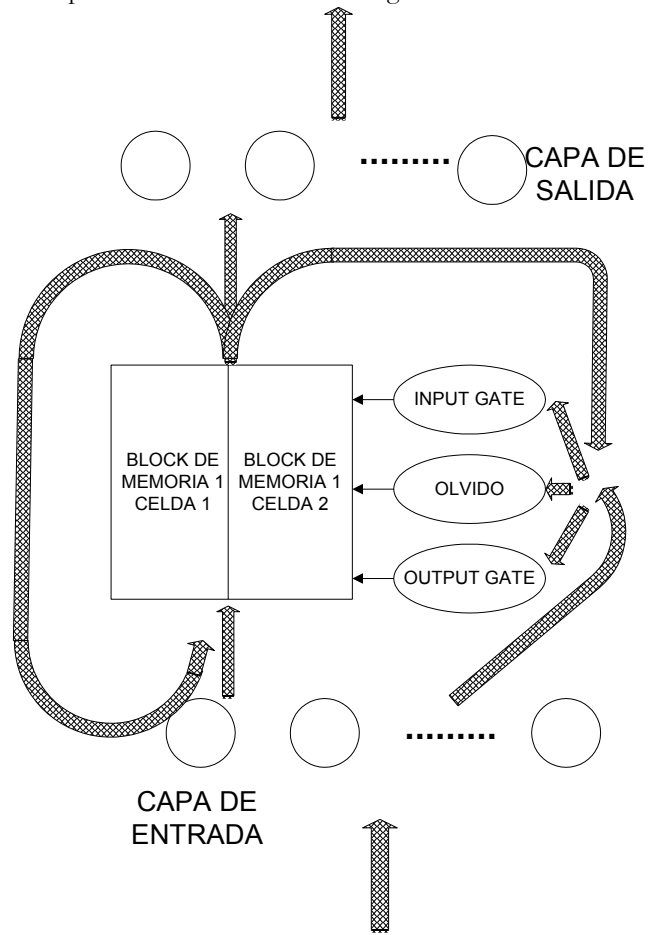 CAPA DE
SALIDA
INPUT GATE
BLOCK DE
MEMORIA 1
CELDA 1
BLOCK DE
MEMORIA 1
CELDA 2
OLVIDO
OUTPUT GATE
CAPA DE
ENTRADA